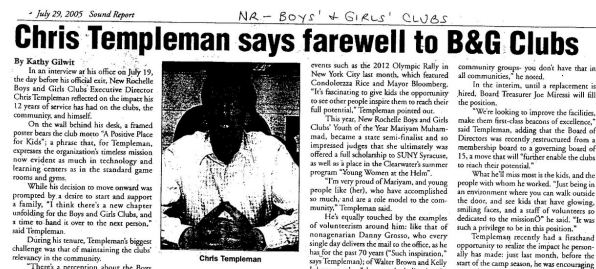 July 29, 2005 Sound Report
NR - BOYS' & GIRLS' CLUBS
Chris Templeman says farewell to B&G Clubs
By Kathy Gilwit
In an interview at his office on July 19,
the day before his official exit, New Rochelle
Boys and Girls Clubs Executive Director
Chris Templeman reflected on the impact his
12 years of service has had on the clubs, the
community, and himself.
On the wall behind his desk, a framed
poster bears the club motto "A Positive Place
for Kids"; a phrase that, for Templeman,
expresses the organization's timeless mission
now evident as much in technology and
learning centers as in the standard game
rooms and gyms.
While his decision to move onward was
prompted by a desire to start and support
a family, "I think there's a new chapter
unfolding for the Boys and Girls Clubs, and
a time to hand it over to the next person,"
said Templeman.
During his tenure, Templeman's biggest
challenge was that of maintaining the clubs'
relevancy in the community.
"There's a perception about the Boys
Chris Templeman
events such as the 2012 Olympic Rally in
New York City last month, which featured
Condolezza Rice and Mayor Bloomberg.
"It's fascinating to give kids the opportunity
to see other people inspire them to reach their
full potential," Templeman pointed out.
This year, New Rochelle Boys and Girls
Clubs' Youth of the Year Mariyam Muham-
mad, became a state semi-finalist and so
impressed judges that she ultimately was
offered a full scholarship to SUNY Syracuse,
as well as a place in the Clearwater's summer
program "Young Women at the Helm".
"I'm very proud of Mariyam, and young
people like (her), who have accomplished
so much, and are a role model to the com-
munity," Templeman said.
He's equally touched by the examples
of volunteerism around him: like that of
nonagenarian Danny Grosso, who every
single day delivers the mail to the office, as he
has for the past 70 years ("Such inspiration,"
says Templeman); of Walter Brown and Kelly
community groups- you don't have that in
all communities," he noted.
In the interim, until a replacement is
hired, Board Treasurer Joe Miressi will fill
the position.
"We're looking to improve the facilities,
make them first-class beacons of excellence,"
said Templeman, adding that the Board of
Directors was recently restructured from a
membership board to a governing board of
15, a move that will "further enable the clubs
to reach their potential."
What he'll miss most is the kids, and the
people with whom he worked. "Just being in
an environment where you can walk outside
the door, and see kids that have glowing,
smiling faces, and a staff of volunteers so
dedicated to the missionÓ" he said. "It was
such a privilege to be in this position."
Templeman recently had a firsthand
opportunity to realize the impact he person-
ally has made: just last month, before the
start of the camp season, he was encouraging